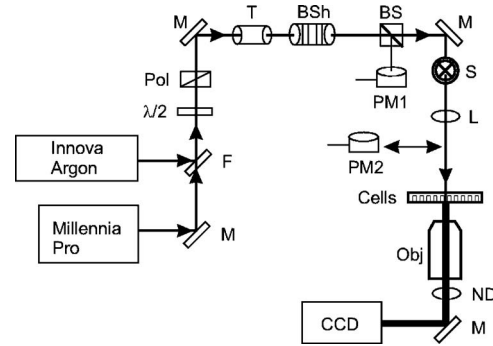 M
T
BSh
BS
M
Pol
PM1
S
λ/2
L
PM2
Innova
Argon
F
Cells
Millennia
Pro
M
Obj
ND
CCD
M